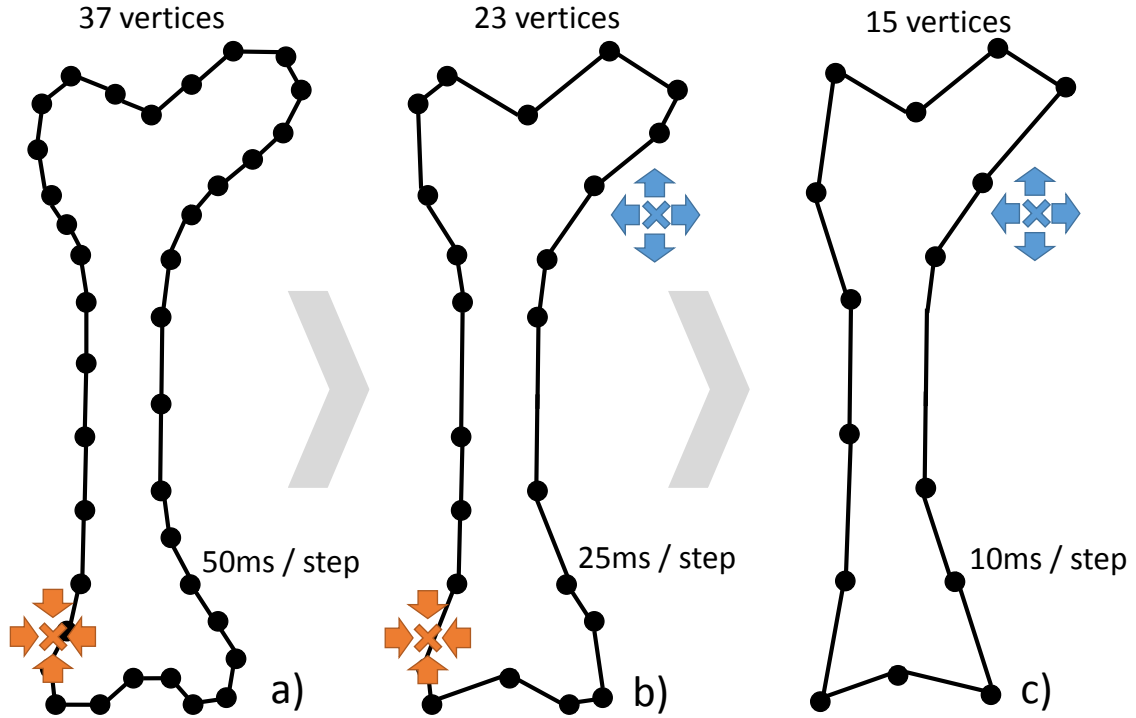 37 vertices
23 vertices
15 vertices
50ms / step
25ms / step
10ms / step
a)
b)
c)